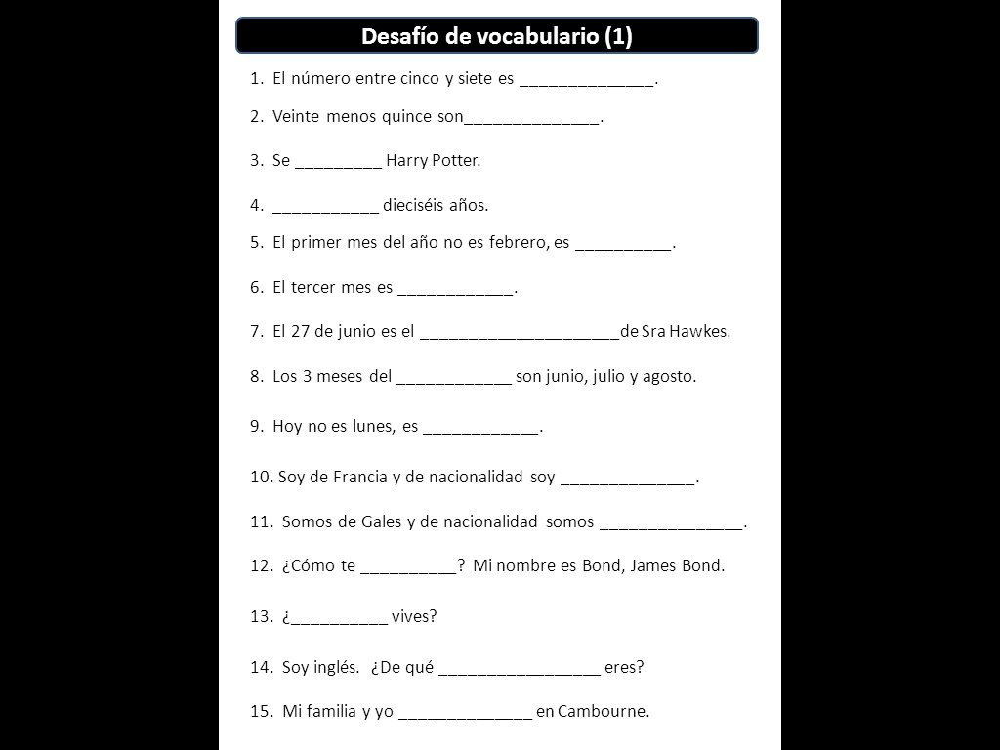 Desafío de vocabulario (1)
1. El número entre cinco y siete es ______________.
2. Veinte menos quince son______________.
3. Se _________ Harry Potter.
4. ___________ dieciséis años.
5. El primer mes del año no es febrero, es __________.
6. El tercer mes es ____________.
7. El 27 de junio es el _____________________de Sra Hawkes.
8. Los 3 meses del ____________ son junio, julio y agosto.
9. Hoy no es lunes, es ____________.
10. Soy de Francia y de nacionalidad soy ______________.
11. Somos de Gales y de nacionalidad somos _______________.
12. ¿Cómo te __________? Mi nombre es Bond, James Bond.
13. ¿__________ vives?
14. Soy inglés. ¿De qué _________________ eres?
15. Mi familia y yo ______________ en Cambourne.